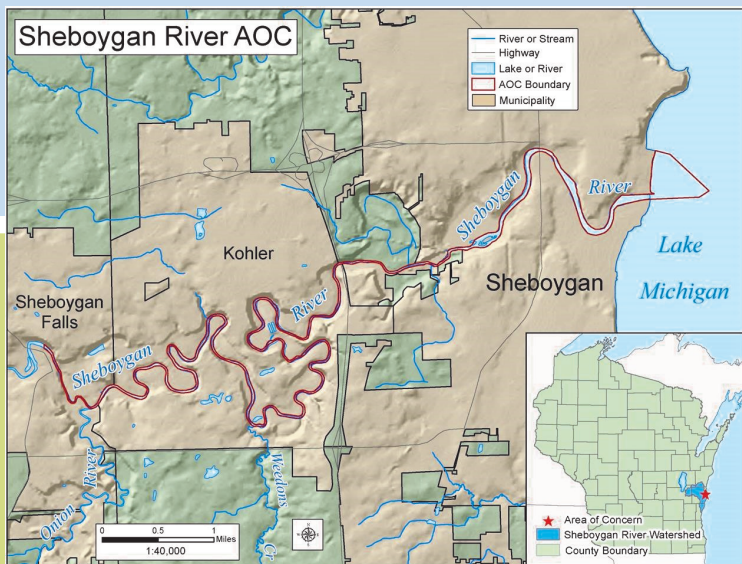 Sheboygan River AOC
River or Stream
Highway
Lake or River
AOC Boundary
Municipality
Sheboygan
River
Kohler
Sheboygan
Lake
Michigan
Sheboygan
Falls
River
Sheboygan
Onion
River
Weedons
Cr
0 0.5 1
Miles
1:40,000
Area of Concern
Sheboygan River Watershed
County Boundary